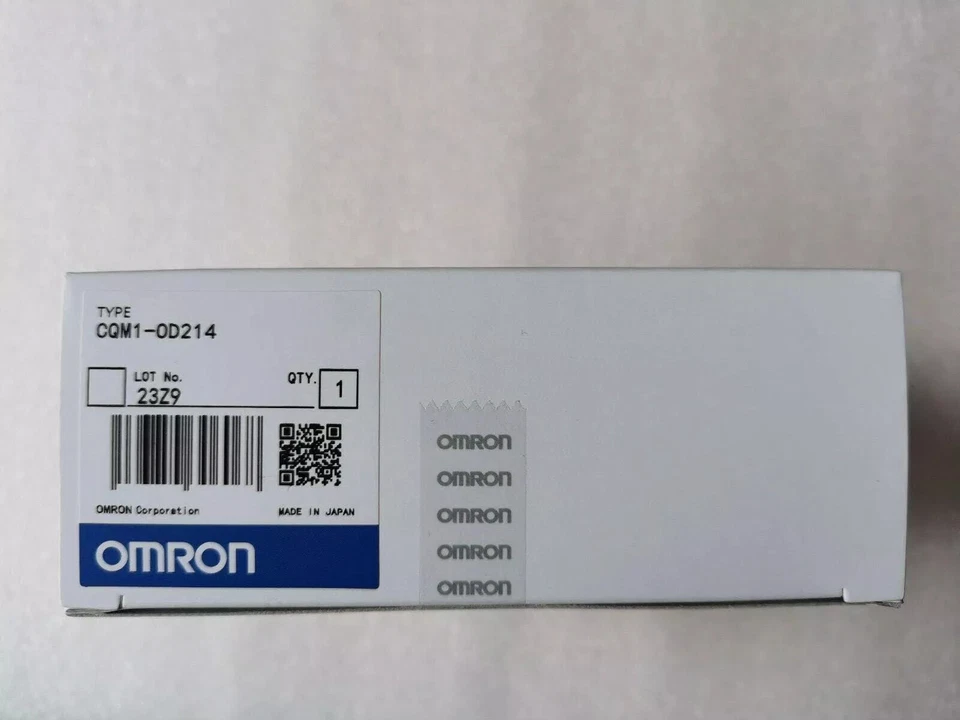 TYPE
CQM1-OD214
LOT No.
QTY.
23Z9
1
OMRON Corporation
MADE IN JAPAN
OMRON
OMRON
OMRON
OMRON
OMRON
OMRON